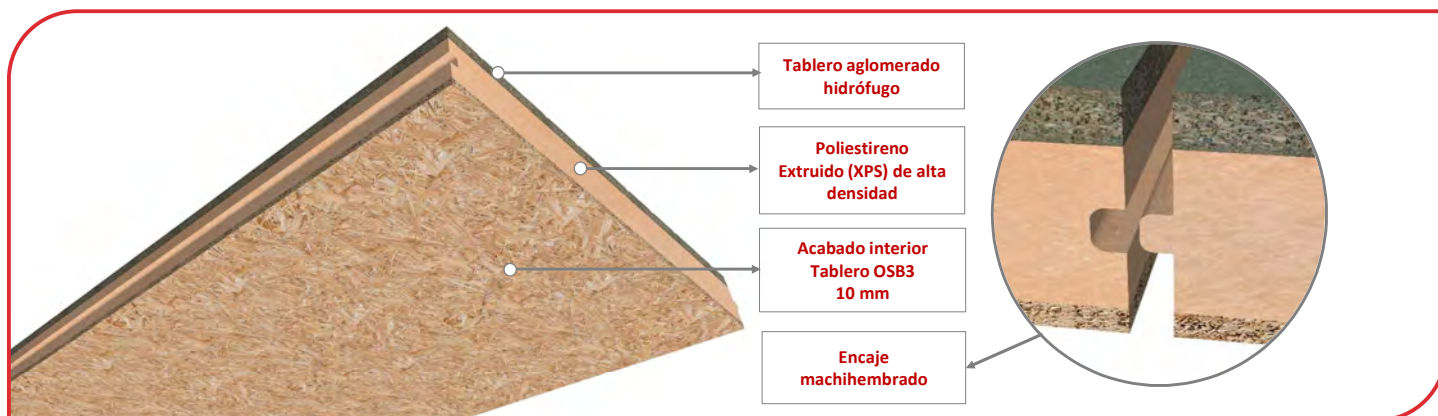 Tablero aglomerado
hidrófugo
Poliestireno
Extruido (XPS) de alta
densidad
Acabado interior
Tablero OSB3
10 mm
Encaje
machihembrado